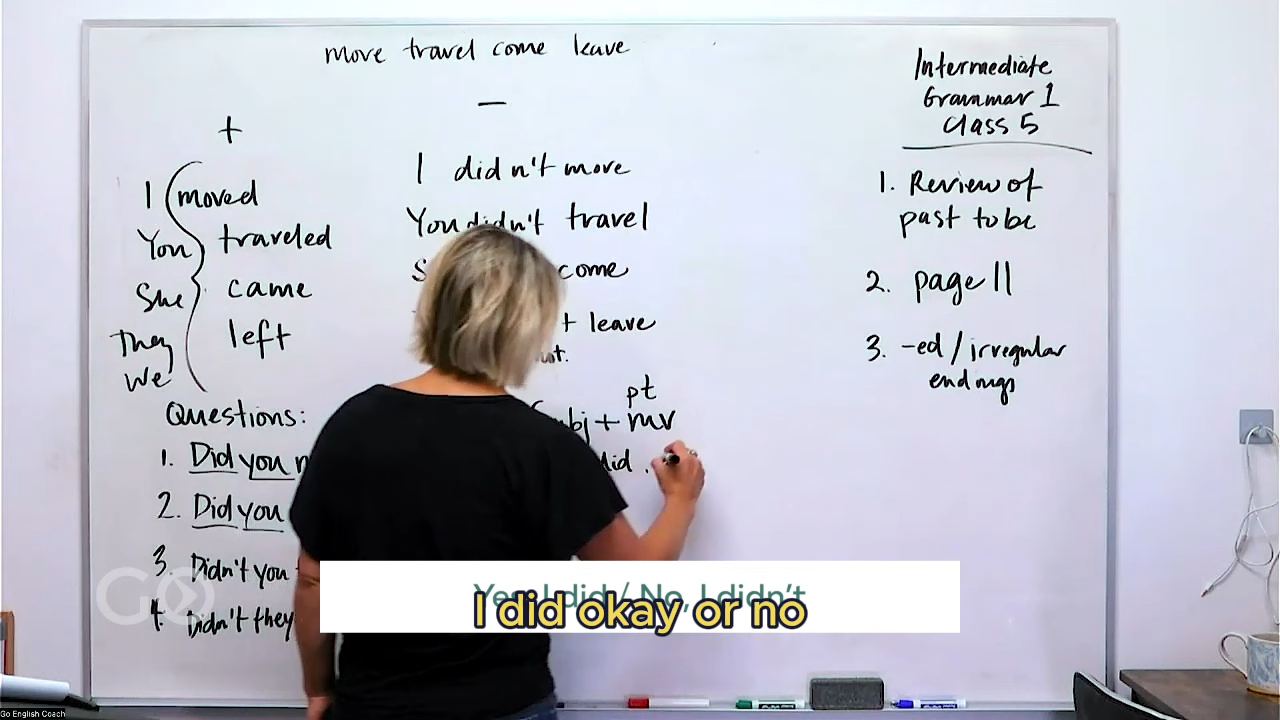 move travel come leave
+
I moved
You traveled
She came
They left
We
—
I didn't move
You didn't travel
come
leave
pt
+ mv
did.
Questions:
1. Did you
2. Did you
3. Didn't you
4. Didn't they
Intermediate
Grammar 1
Class 5
1. Review of
past to be
2. page 11
3. -ed / irregular
endings
GO
Yes, I did / No, I didn't
I did okay or no
Go English Coach